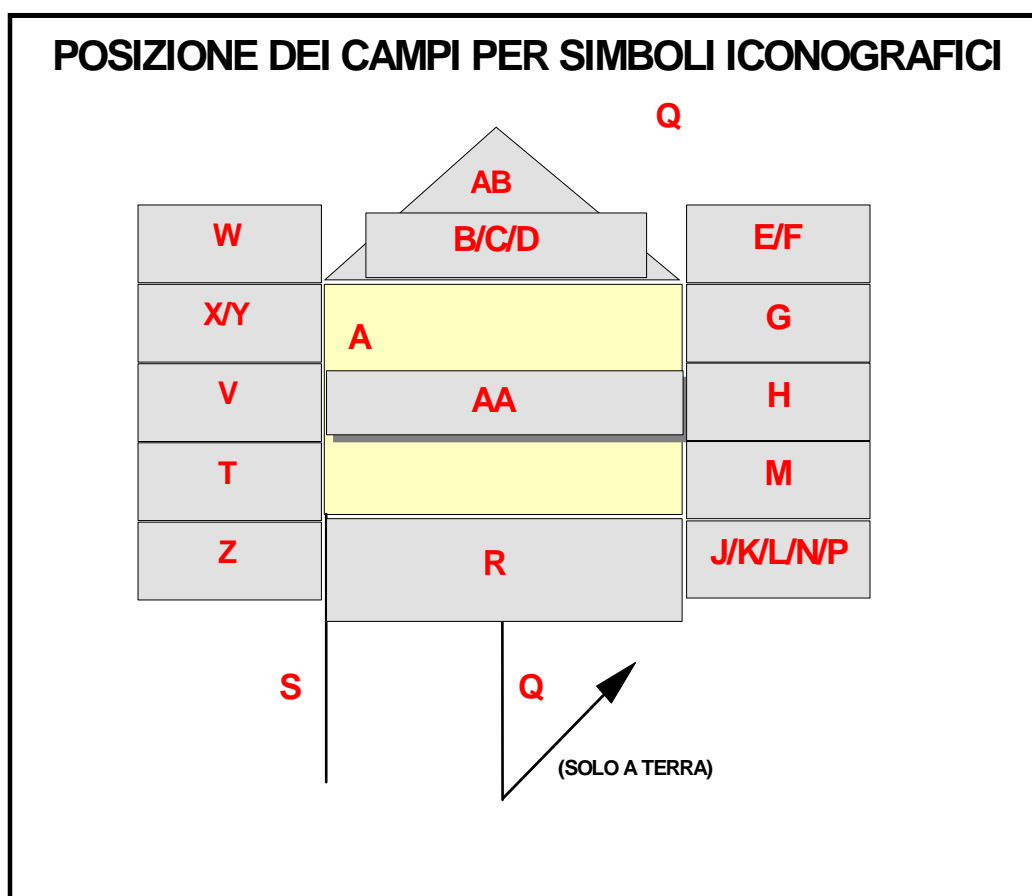 POSIZIONE DEI CAMPI PER SIMBOLI ICONOGRAFICI
Q
AB
W
B/C/D
E/F
X/Y
A
G
V
AA
H
T
M
Z
R
J/K/L/N/P
S
Q
(SOLO A TERRA)